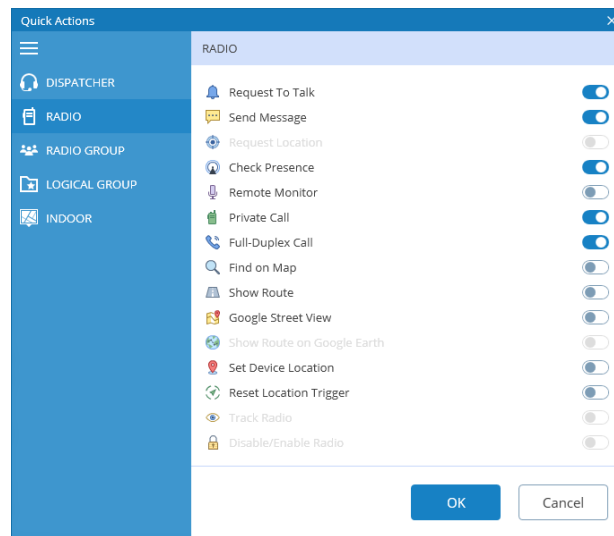 Quick Actions
DISPATCHER
RADIO
RADIO GROUP
LOGICAL GROUP
INDOOR
RADIO
Request To Talk
Send Message
Request Location
Check Presence
Remote Monitor
Private Call
Full-Duplex Call
Find on Map
Show Route
Google Street View
Show Route on Google Earth
Set Device Location
Reset Location Trigger
Track Radio
Disable/Enable Radio
OK
Cancel